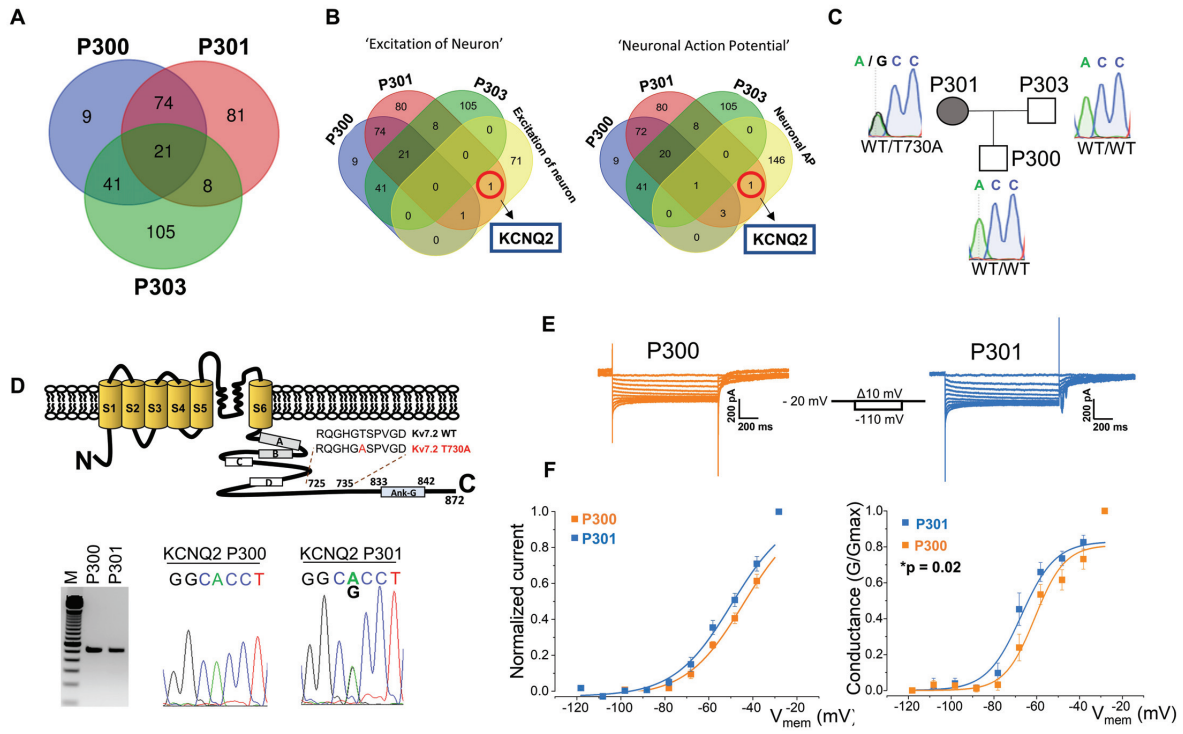 A
P300
P301
9
74
81
21
41
8
105
P303
B
'Excitation of Neuron'
P300
P301
P303
Excitation of neuron
80
105
74
8
0
9
21
0
71
41
0
1
0
1
0
KCNQ2
'Neuronal Action Potential'
P300
P301
P303
Neuronal AP
80
105
72
8
0
9
20
0
146
41
1
1
0
3
0
KCNQ2
C
A / G C C
P301
WT/T730A
P303
A C C
WT/WT
P300
A C C
WT/WT
D
S1 S2 S3 S4 S5 S6
N
A
B
C
D
RQGHGTSPVGD Kv7.2 WT
RQGHGASPVGD Kv7.2 T730A
725 735 833 842
Ank-G
872
C
M P300 P301
KCNQ2 P300
GGCACCT
KCNQ2 P301
GGCACCT
G
E
P300
200 pA
200 ms
- 20 mV
Δ10 mV
-110 mV
P301
200 pA
200 ms
F
Normalized current
1.0
0.8
0.6
0.4
0.2
0.0
P300
P301
-120 -100 -80 -60 -40 -20
Vmem (mV)
Conductance (G/Gmax)
1.0
0.8
0.6
0.4
0.2
0.0
P301
P300
*p = 0.02
-120 -100 -80 -60 -40 -20
Vmem (mV)